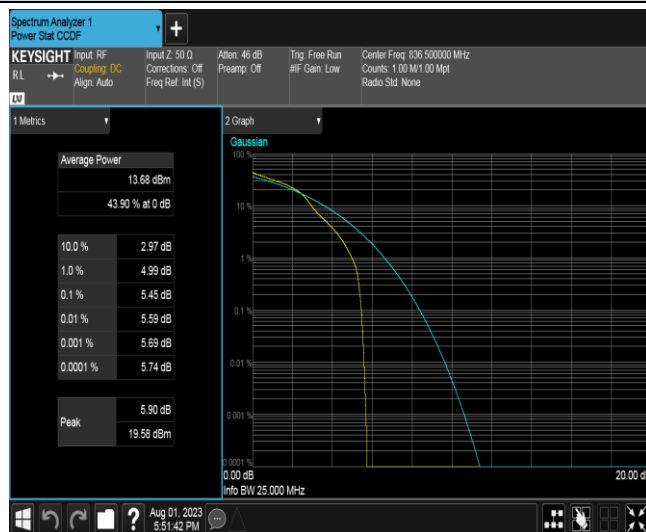 Spectrum Analyzer 1
Power Stat CCDF
+
KEYSIGHT
RL
LXI
Input: RF
Coupling: DC
Align: Auto
Input Z: 50 Ω
Corrections: Off
Freq Ref: Int (S)
Atten: 46 dB
Preamp: Off
Trig: Free Run
#IF Gain: Low
Center Freq: 836.500000 MHz
Counts: 1.00 M/1.00 Mpt
Radio Std: None
1 Metrics
Average Power
13.68 dBm
43.90 % at 0 dB
10.0 % 2.97 dB
1.0 % 4.99 dB
0.1 % 5.45 dB
0.01 % 5.59 dB
0.001 % 5.69 dB
0.0001 % 5.74 dB
Peak 5.90 dB
19.58 dBm
2 Graph
Gaussian
100 %
10 %
1 %
0.1 %
0.01 %
0.001 %
0.0001 %
0.00 dB 20.00 d
Info BW 25.000 MHz
?
Aug 01, 2023
5:51:42 PM